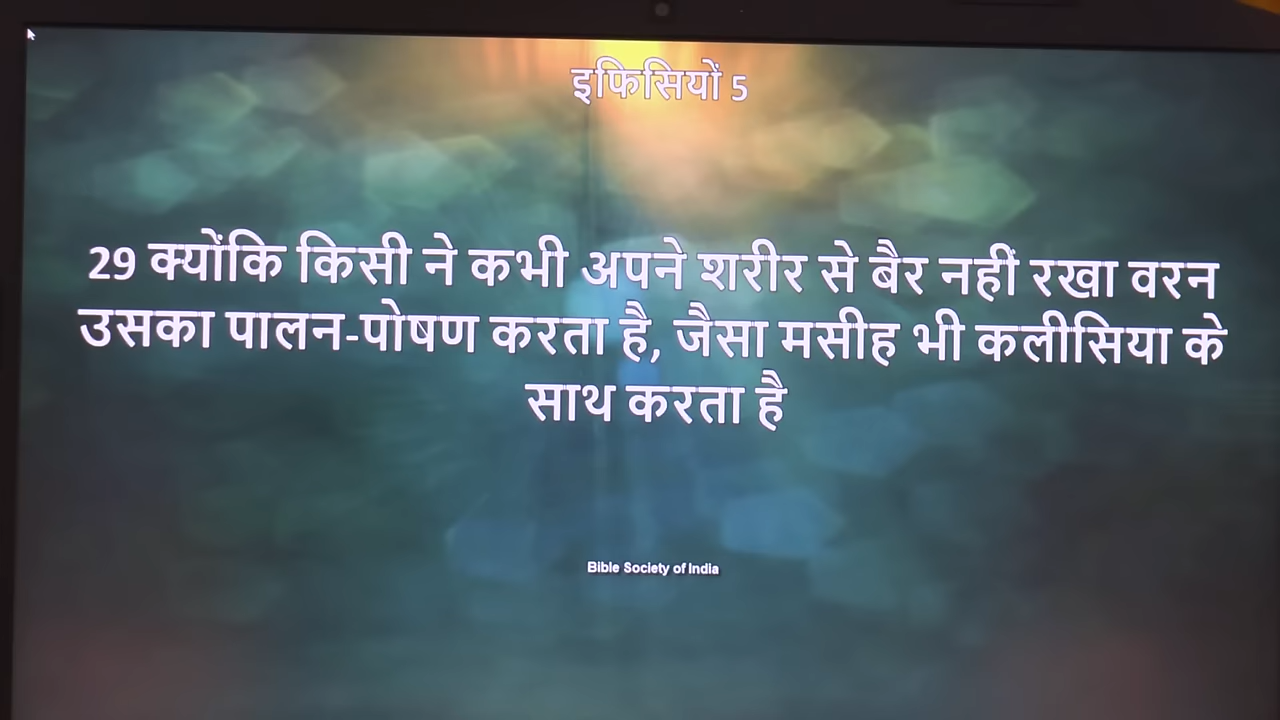 इफिसियों 5
29 क्योंकि किसी ने कभी अपने शरीर से बैर नहीं रखा वरन
उसका पालन-पोषण करता है, जैसा मसीह भी कलीसिया के
साथ करता है
Bible Society of India